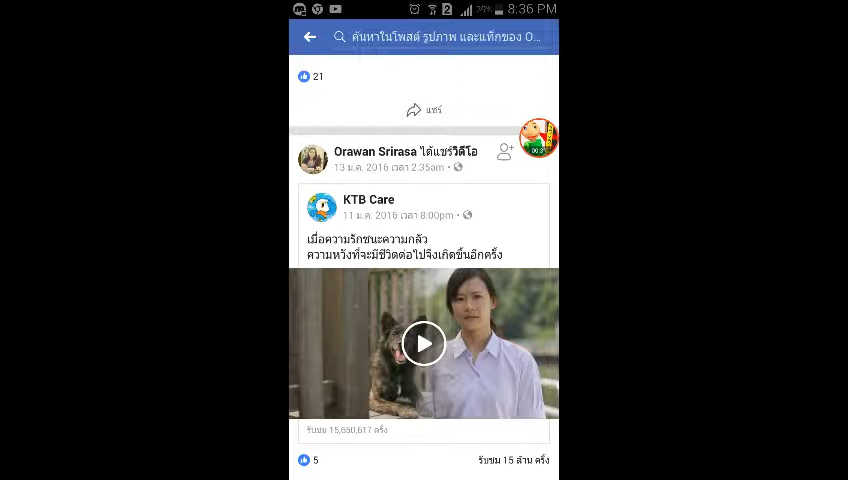 2 39% 8:36 PM
ค้นหาในโพสต์ รูปภาพ และแท็กของ O...
21
แชร์
Orawan Srirasa ได้แชร์วิดีโอ
13 ม.ค. 2016 เวลา 2:35am
KTB Care
11 ม.ค. 2016 เวลา 8:00pm
เมื่อความรักชนะความกลัว
ความหวังที่จะมีชีวิตต่อไปจึงเกิดขึ้นอีกครั้ง
รับชม 15,650,617 ครั้ง
5 รับชม 15 ล้าน ครั้ง